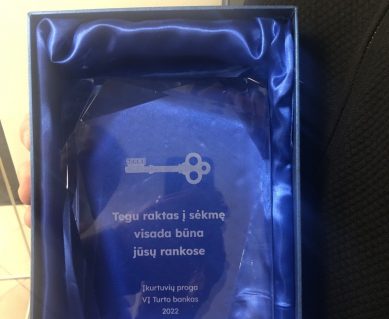 Tegu raktas į sėkmę
visada būna
jūsų rankose
Įkurtuvių proga
VĮ Turto bankas
2022